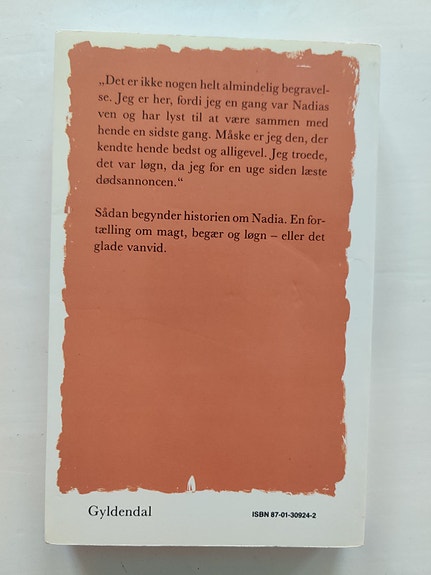 „Det er ikke nogen helt almindelig begravel-
se. Jeg er her, fordi jeg en gang var Nadias
ven og har lyst til at være sammen med
hende en sidste gang. Måske er jeg den, der
kendte hende bedst og alligevel. Jeg troede,
det var løgn, da jeg for en uge siden læste
dødsannoncen.“
Sådan begynder historien om Nadia. En for-
tælling om magt, begær og løgn – eller det
glade vanvid.
Gyldendal
ISBN 87-01-30924-2